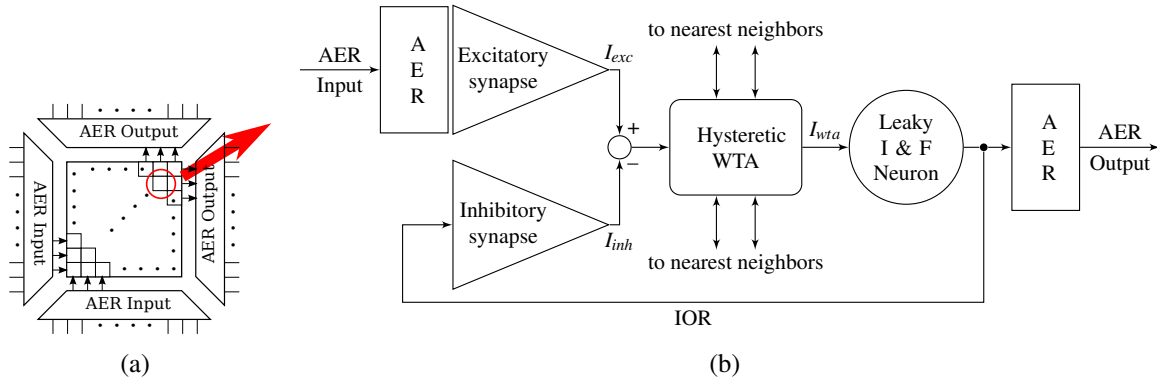 AER Output
AER Input
AER Output
AER Input
(a)
AER
Input
A
E
R
Excitatory
synapse
I_exc
to nearest neighbors
+
−
Hysteretic
WTA
I_wta
Leaky
I & F
Neuron
A
E
R
AER
Output
Inhibitory
synapse
I_inh
to nearest neighbors
IOR
(b)